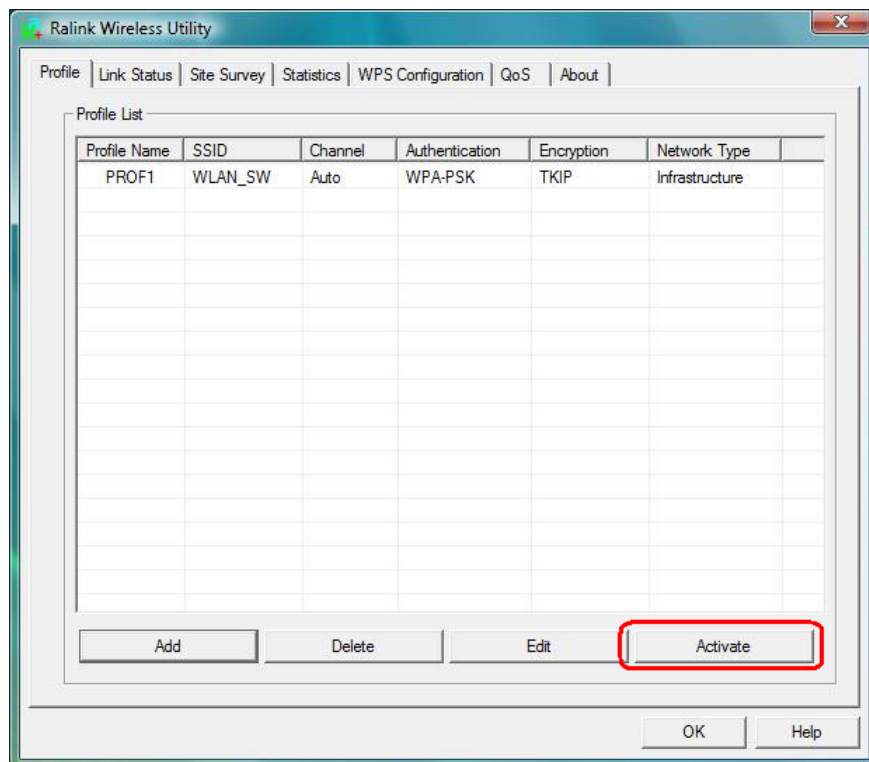 Ralink Wireless Utility
Profile Link Status Site Survey Statistics WPS Configuration QoS About
Profile List
Profile Name SSID Channel Authentication Encryption Network Type
PROF1 WLAN_SW Auto WPA-PSK TKIP Infrastructure
Add Delete Edit Activate
OK Help